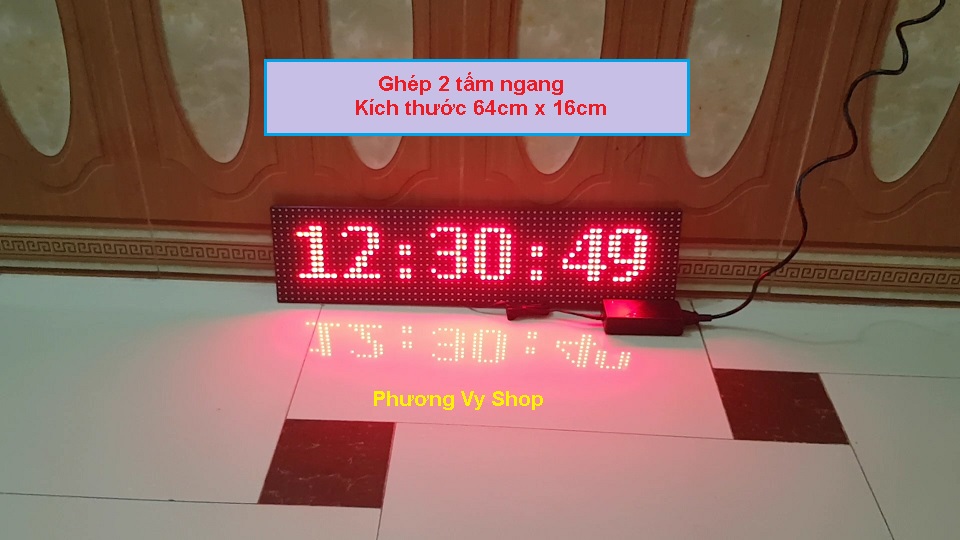 Ghép 2 tấm ngang
Kích thước 64cm x 16cm
12:30:49
Phương Vy Shop